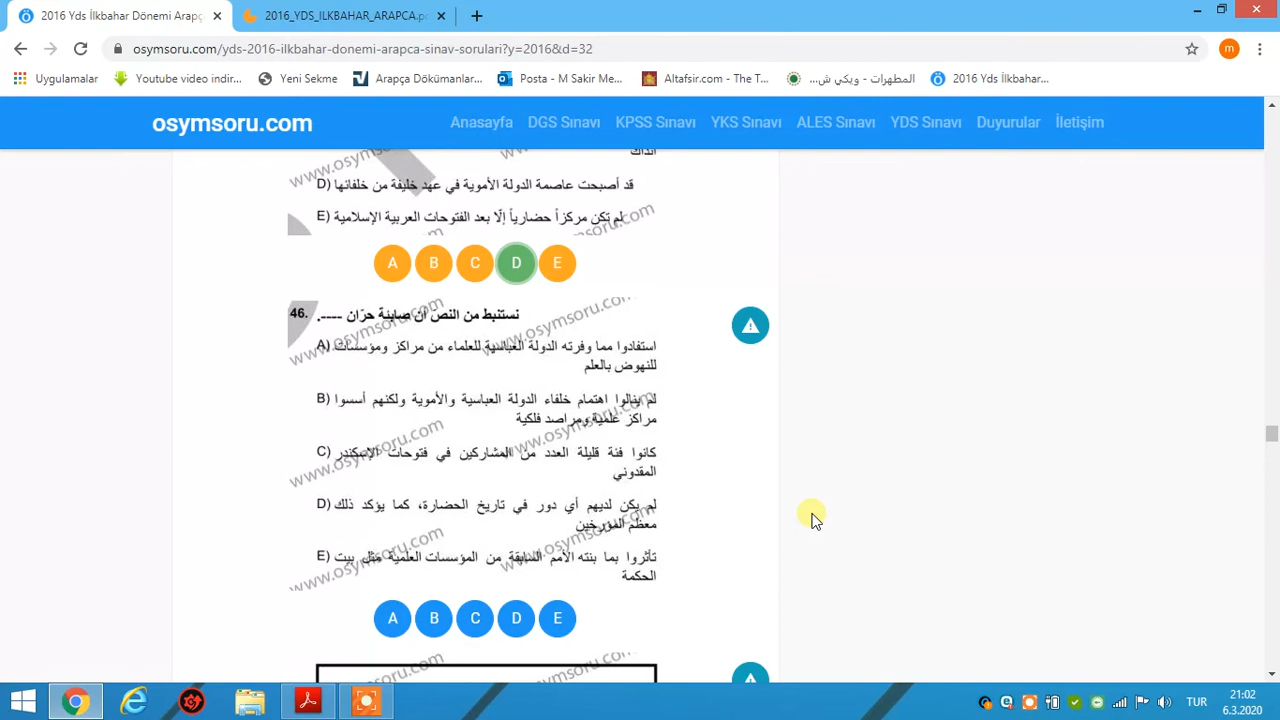 2016 Yds İlkbahar Dönemi Arapç
2016_YDS_ILKBAHAR_ARAPCA.p
osymsoru.com/yds-2016-ilkbahar-donemi-arapca-sinav-sorulari?y=2016&d=32
m
Uygulamalar
Youtube video indir...
Yeni Sekme
Arapça Dökümanlar...
Posta - M Sakir Me...
Altafsir.com - The T...
المطهرات - ويكي ش...
2016 Yds İlkbahar...
osymsoru.com
Anasayfa
DGS Sınavı
KPSS Sınavı
YKS Sınavı
ALES Sınavı
YDS Sınavı
Duyurular
İletişim
آنذاك
D) قد أصبحت عاصمة الدولة الأموية في عهد خليفة من خلفائها
E) لم تكن مركزاً حضارياً إلّا بعد الفتوحات العربية الإسلامية
A B C D E
46. نستنبط من النص أن صابئة حرّان ----.
A) استفادوا مما وفرته الدولة العباسية للعلماء من مراكز ومؤسسات
للنهوض بالعلم
B) لم ينالوا اهتمام خلفاء الدولة العباسية والأموية ولكنهم أسسوا
مراكز علمية ومراصد فلكية
C) كانوا فئة قليلة العدد من المشاركين في فتوحات الإسكندر
المقدوني
D) لم يكن لديهم أي دور في تاريخ الحضارة، كما يؤكد ذلك
معظم المؤرخين
E) تأثروا بما بنته الأمم السابقة من المؤسسات العلمية مثل بيت
الحكمة
A B C D E
www.osymsoru.com
TUR
21:02
6.3.2020